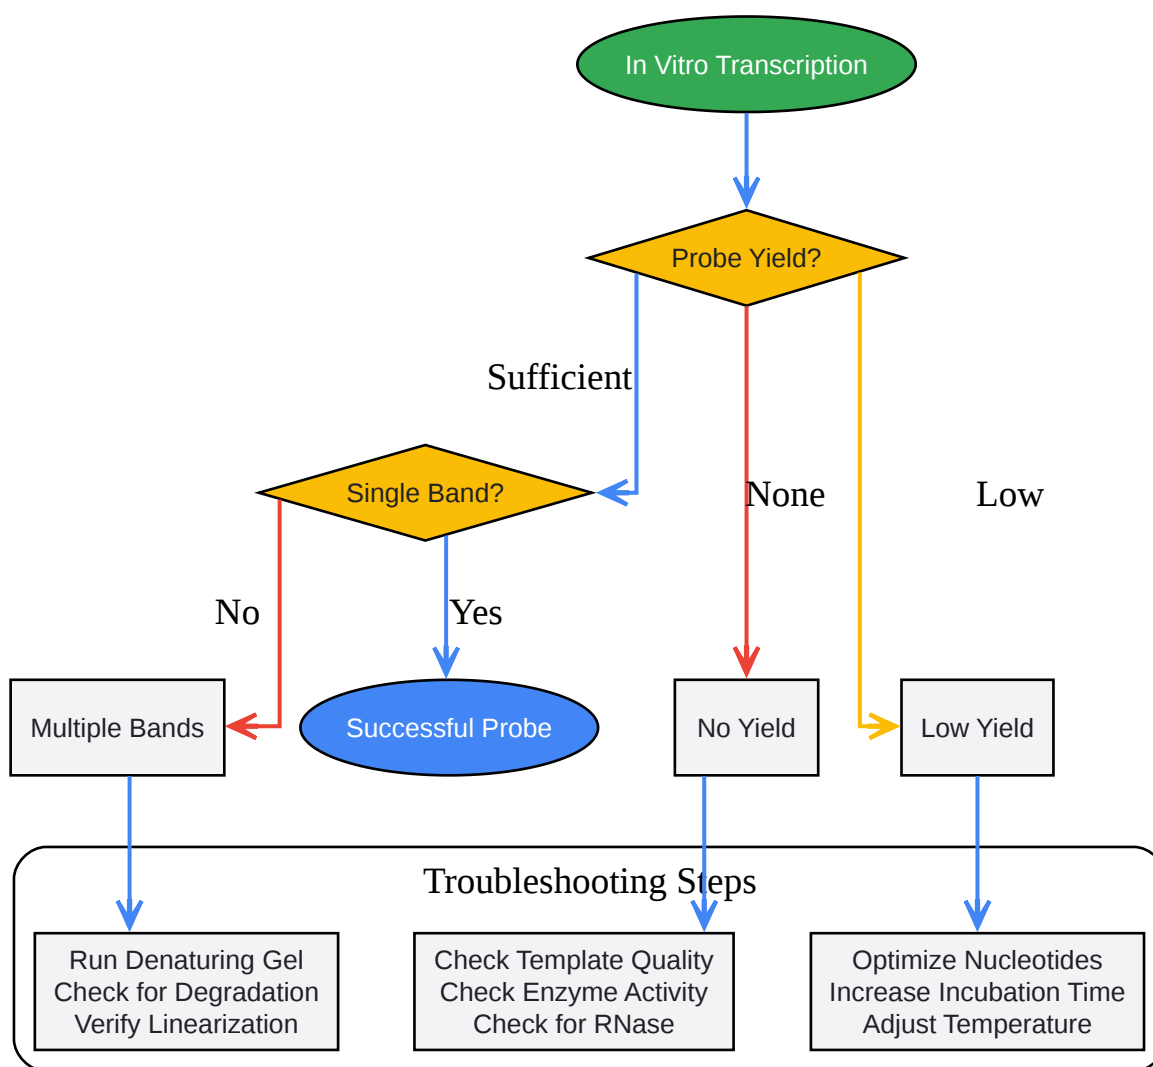 In Vitro Transcription
Probe Yield?
Sufficient
Single Band?
None
Low
No
Yes
Multiple Bands
Successful Probe
No Yield
Low Yield
Troubleshooting Steps
Run Denaturing Gel
Check for Degradation
Verify Linearization
Check Template Quality
Check Enzyme Activity
Check for RNase
Optimize Nucleotides
Increase Incubation Time
Adjust Temperature